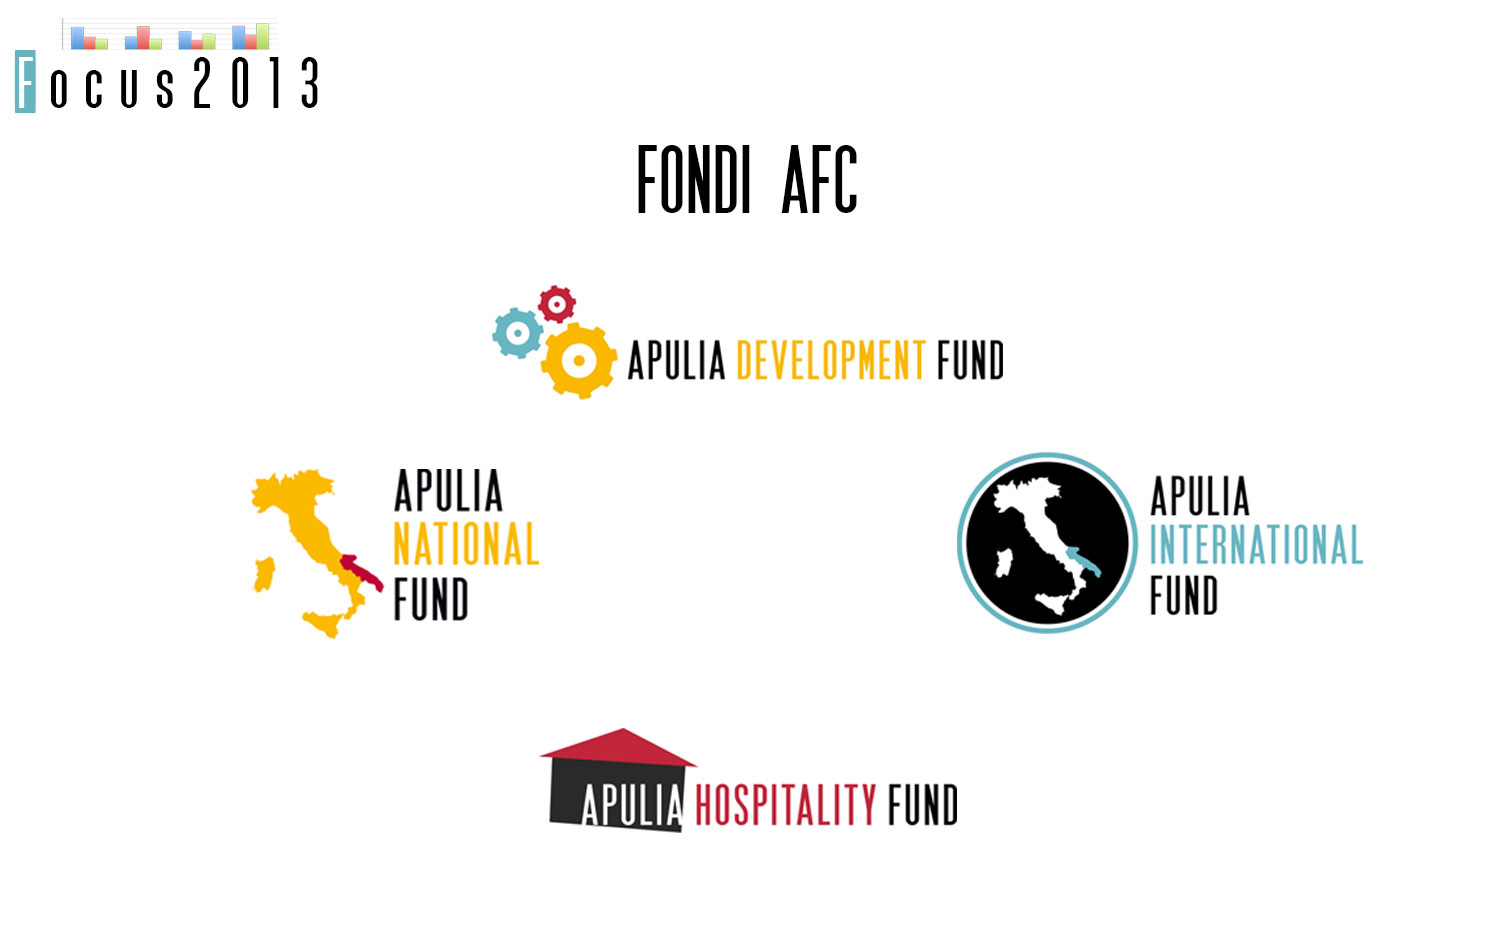 Focus2013
FONDI AFC
APULIA DEVELOPMENT FUND
APULIA
NATIONAL
FUND
APULIA
INTERNATIONAL
FUND
APULIA HOSPITALITY FUND